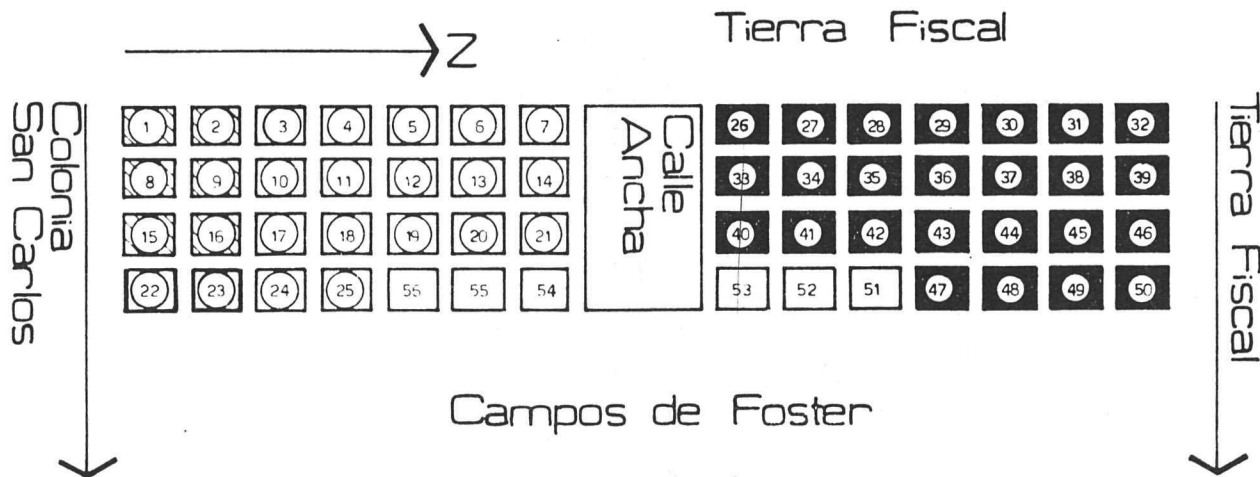 Tierra Fiscal
Z
Colonia
San Carlos
1 2 3 4 5 6 7
8 9 10 11 12 13 14
15 16 17 18 19 20 21
22 23 24 25 56 55 54
Calle
Ancha
26 27 28 29 30 31 32
33 34 35 36 37 38 39
40 41 42 43 44 45 46
53 52 51 47 48 49 50
Tierra Fiscal
Campos de Foster